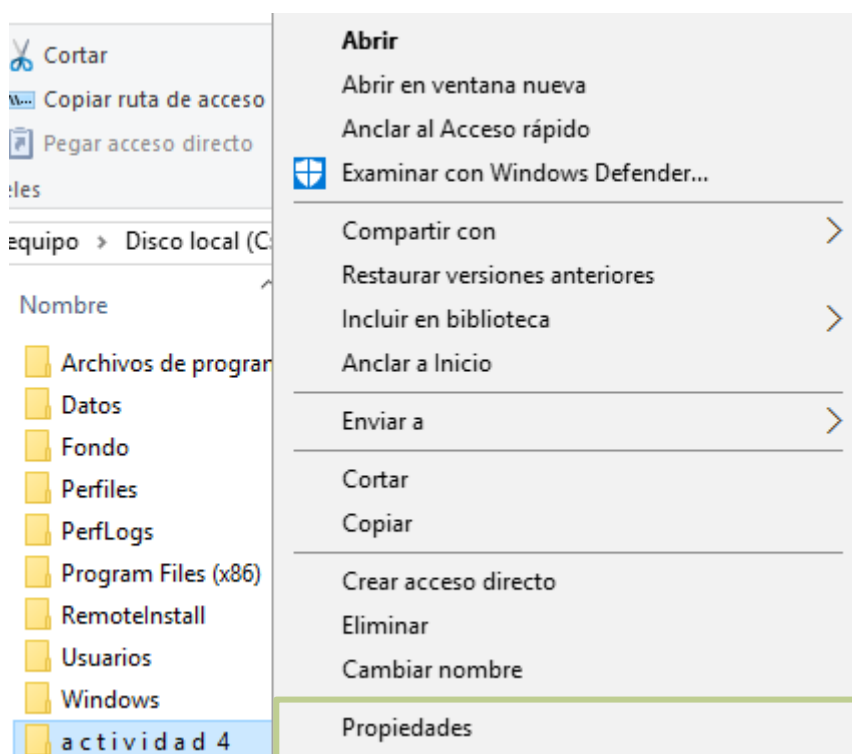 Cortar
Copiar ruta de acceso
Pegar acceso directo
eles
equipo > Disco local (C:
Nombre
Archivos de program
Datos
Fondo
Perfiles
PerfLogs
Program Files (x86)
RemoteInstall
Usuarios
Windows
actividad 4
Abrir
Abrir en ventana nueva
Anclar al Acceso rápido
Examinar con Windows Defender...
Compartir con
Restaurar versiones anteriores
Incluir en biblioteca
Anclar a Inicio
Enviar a
Cortar
Copiar
Crear acceso directo
Eliminar
Cambiar nombre
Propiedades